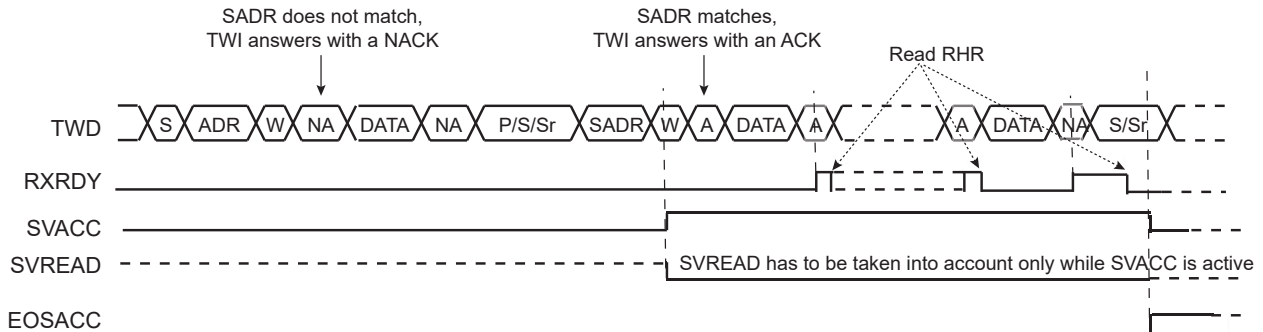 SADR does not match,
TWI answers with a NACK
SADR matches,
TWI answers with an ACK
Read RHR
TWD S ADR W NA DATA NA P/S/Sr SADR W A DATA A A DATA NA S/Sr
RXRDY
SVACC
SVREAD SVREAD has to be taken into account only while SVACC is active
EOSACC